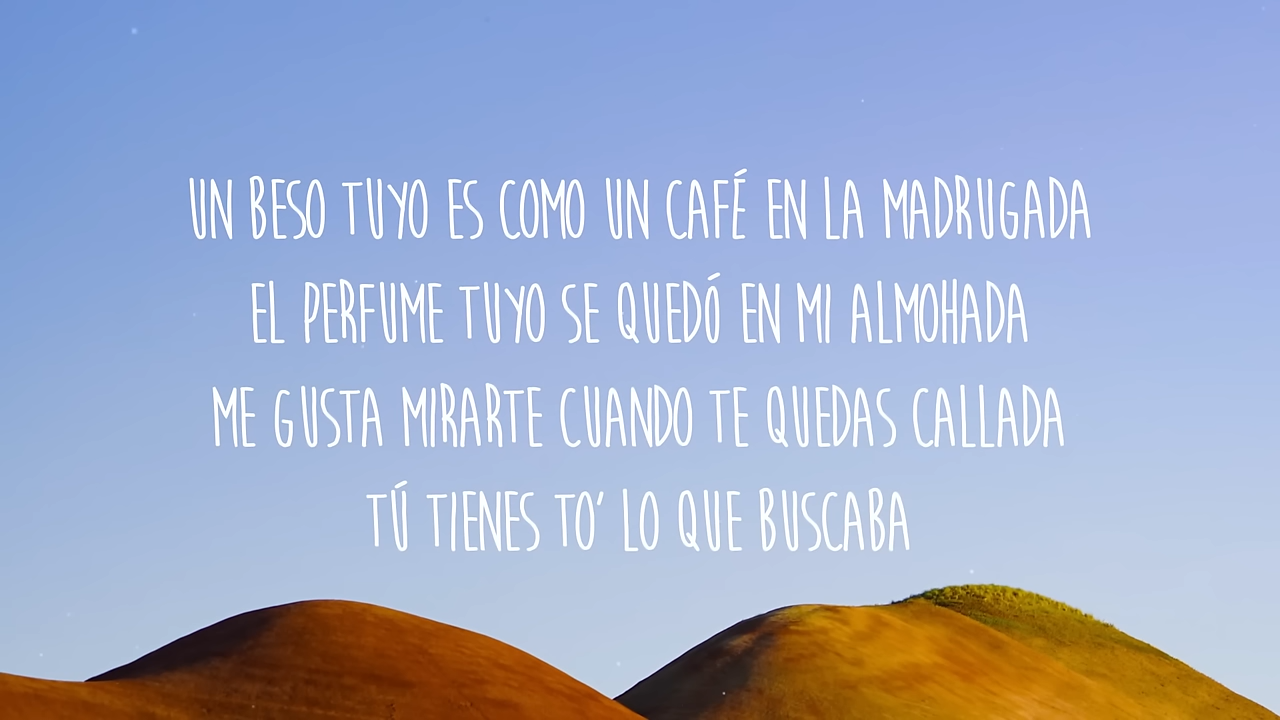 UN BESO TUYO ES COMO UN CAFÉ EN LA MADRUGADA
EL PERFUME TUYO SE QUEDÓ EN MI ALMOHADA
ME GUSTA MIRARTE CUANDO TE QUEDAS CALLADA
TÚ TIENES TO' LO QUE BUSCABA